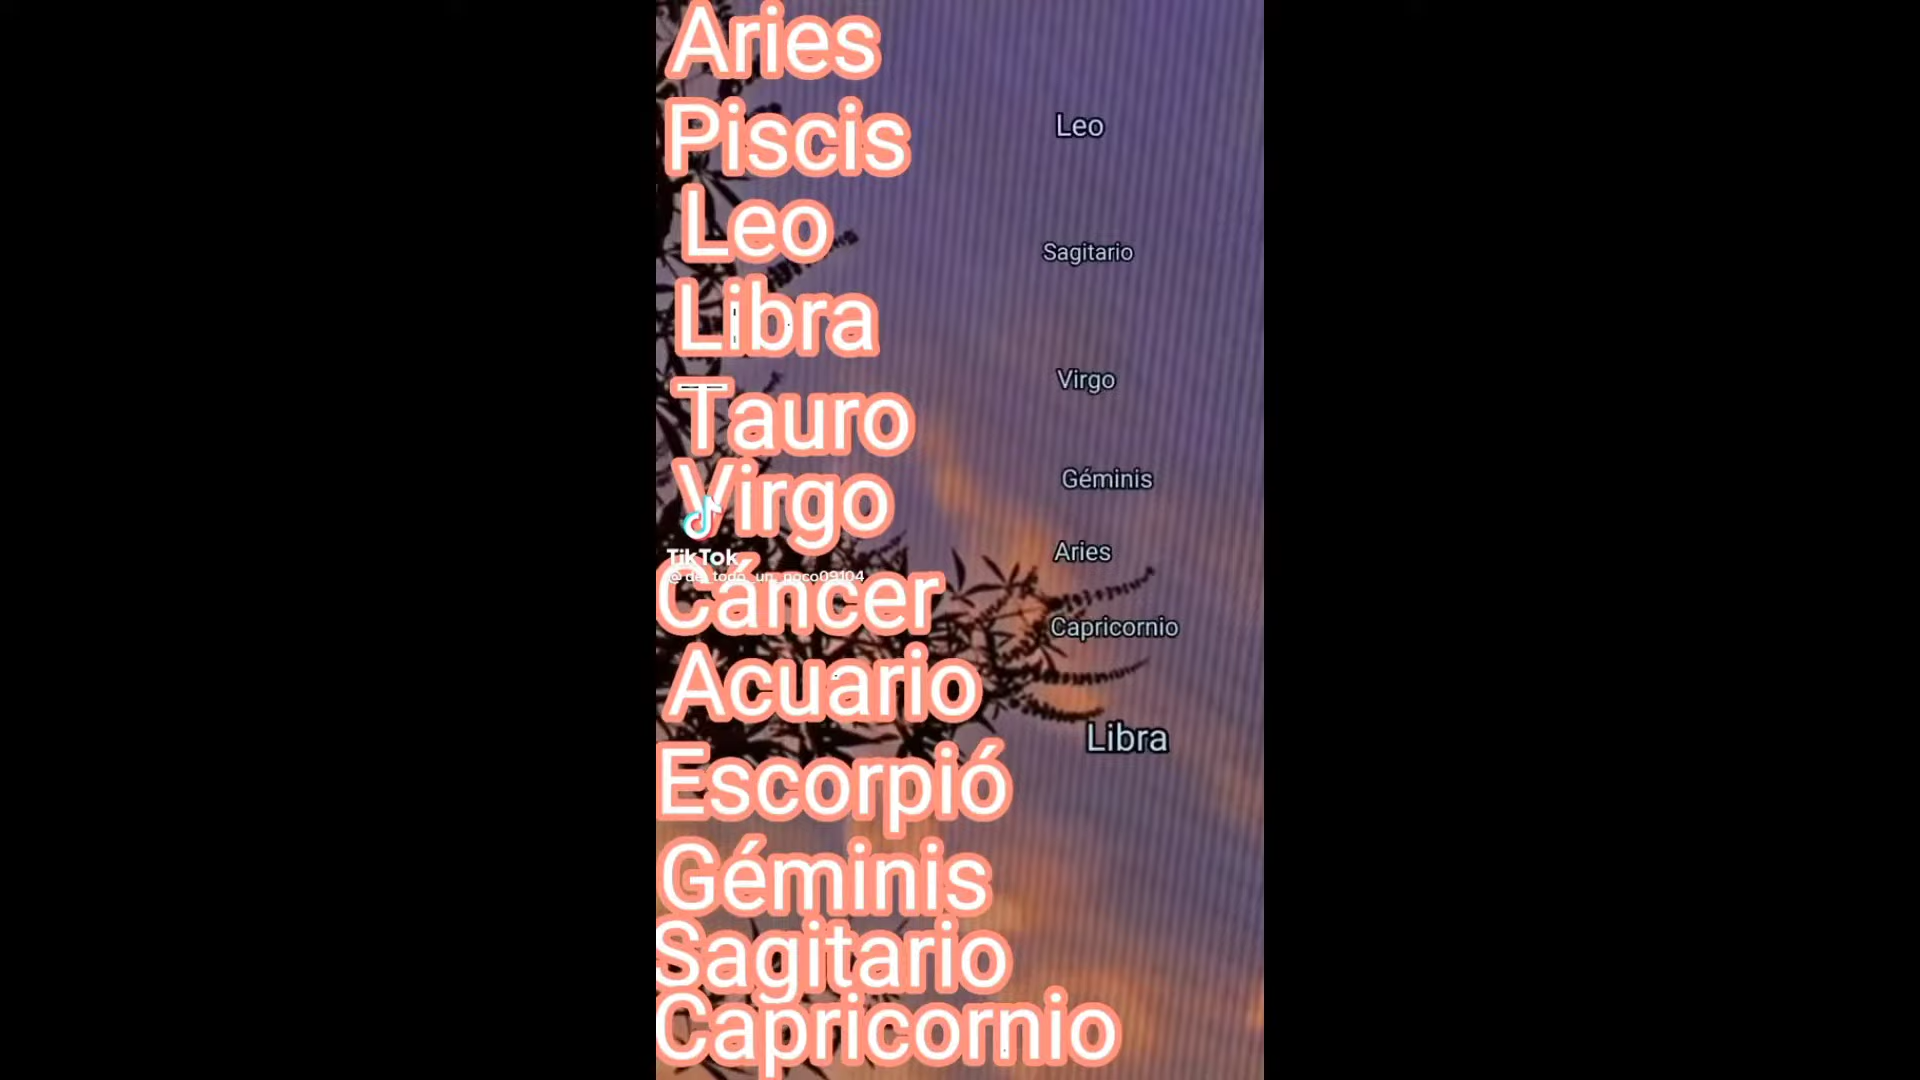 Aries
Piscis
Leo
Libra
Tauro
Virgo
TikTok
@de_todo_un_poco09104
Cáncer
Acuario
Escorpió
Géminis
Sagitario
Capricornio
Leo
Sagitario
Virgo
Géminis
Aries
Capricornio
Libra